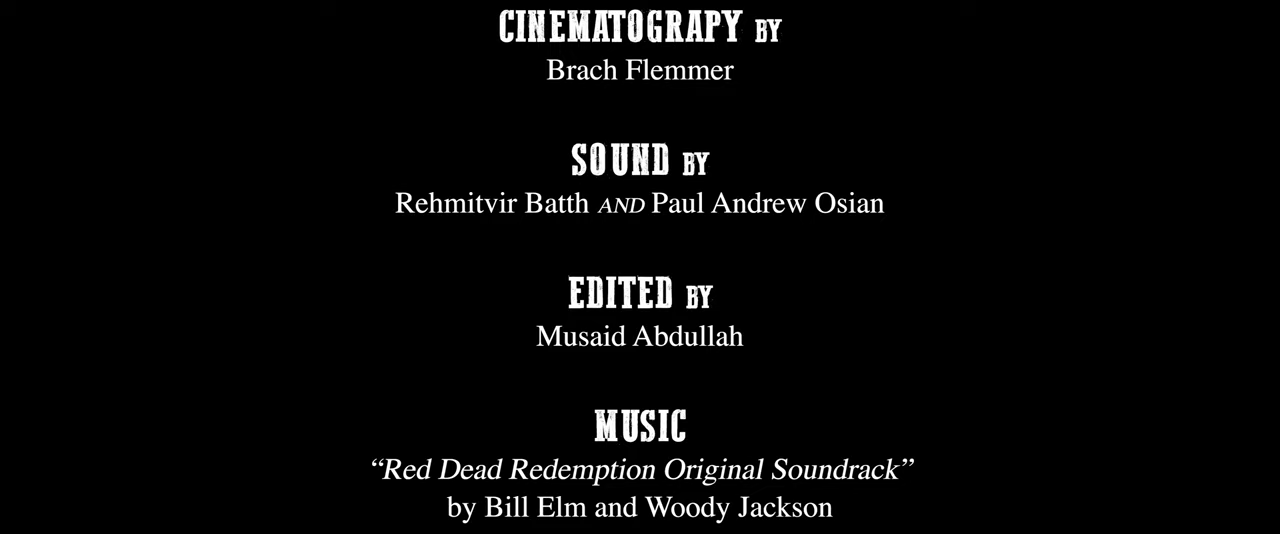 CINEMATOGRAPY BY
Brach Flemmer
SOUND BY
Rehmitvir Batth AND Paul Andrew Osian
EDITED BY
Musaid Abdullah
MUSIC
“Red Dead Redemption Original Soundrack”
by Bill Elm and Woody Jackson